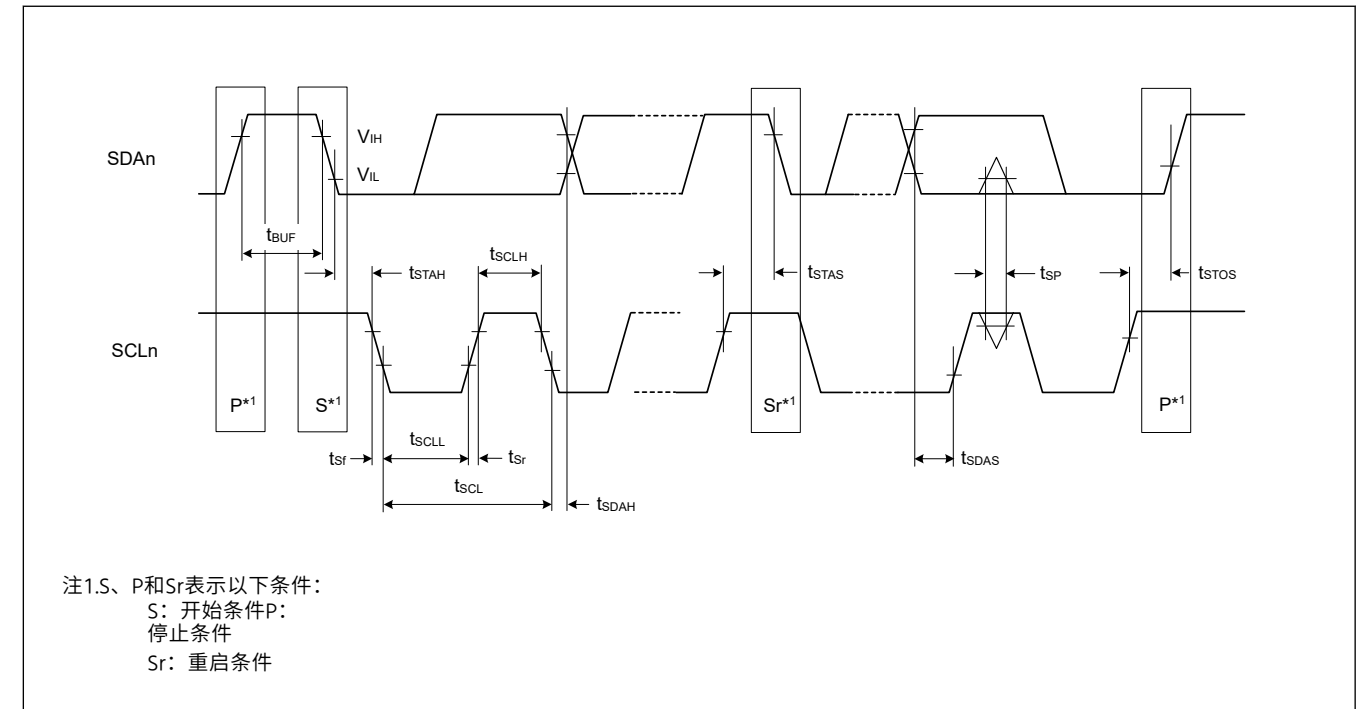 SDAn
VIH
VIL
tBUF
tSTAH
tSCLH
tSTAS
tSP
tSTOS
SCLn
P*1
S*1
Sr*1
P*1
tSf
tSCLL
tSr
tSCL
tSDAH
tSDAS
注1.S、P和Sr表示以下条件：
S：开始条件P：
停止条件
Sr：重启条件